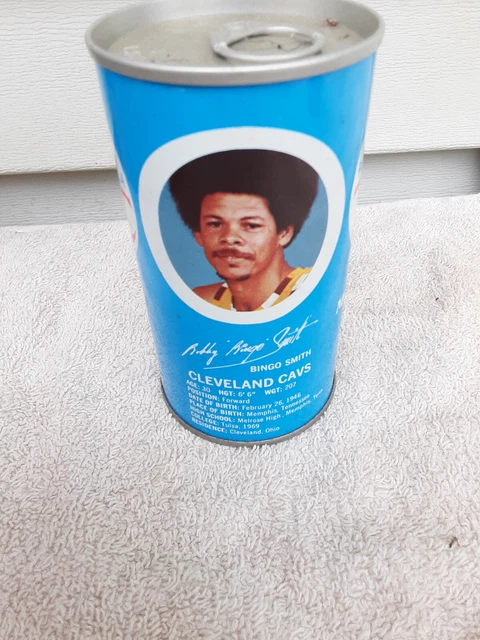 Bobby "Bingo" Smith
BINGO SMITH
CLEVELAND CAVS
AGE: 30 HGT: 6' 6" WGT: 207
POSITION: Forward
DATE OF BIRTH: February 26, 1946
PLACE OF BIRTH: Memphis, Tennessee
HIGH SCHOOL: Melrose High, Memphis, Tenn
COLLEGE: Tulsa, 1969
RESIDENCE: Cleveland, Ohio